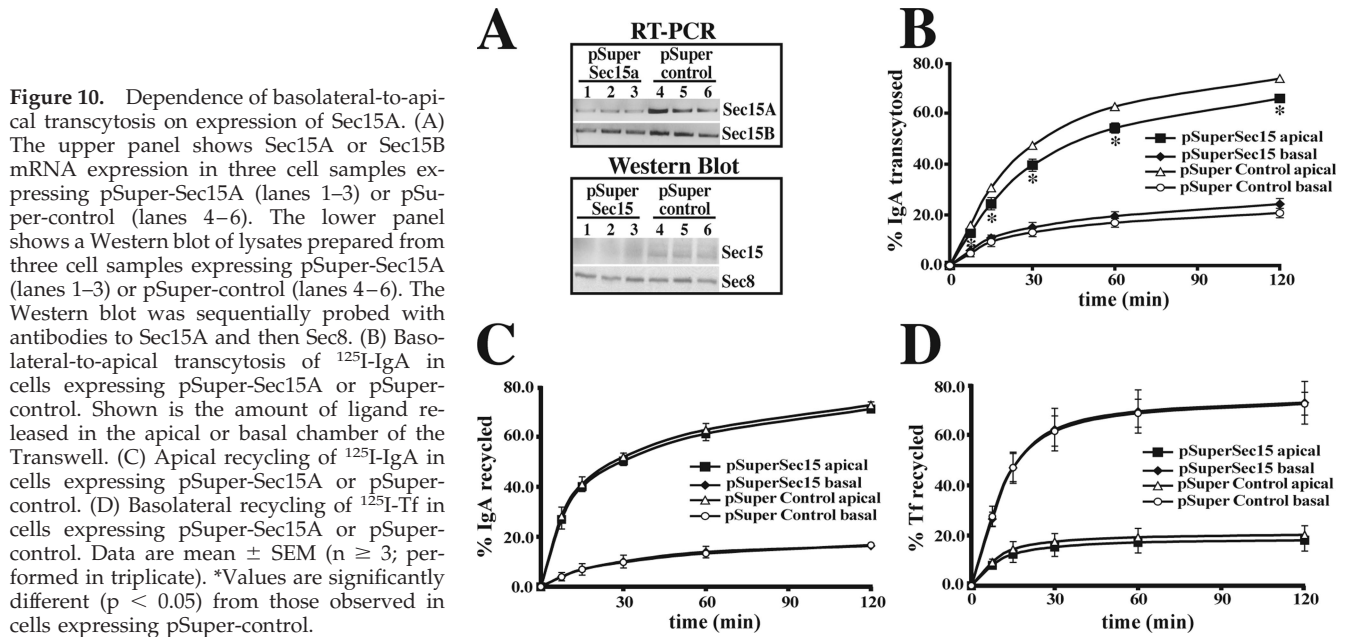 Figure 10. Dependence of basolateral-to-api-
cal transcytosis on expression of Sec15A. (A)
The upper panel shows Sec15A or Sec15B
mRNA expression in three cell samples ex-
pressing pSuper-Sec15A (lanes 1–3) or pSu-
per-control (lanes 4–6). The lower panel
shows a Western blot of lysates prepared from
three cell samples expressing pSuper-Sec15A
(lanes 1–3) or pSuper-control (lanes 4–6). The
Western blot was sequentially probed with
antibodies to Sec15A and then Sec8. (B) Baso-
lateral-to-apical transcytosis of ¹²⁵I-IgA in
cells expressing pSuper-Sec15A or pSuper-
control. Shown is the amount of ligand re-
leased in the apical or basal chamber of the
Transwell. (C) Apical recycling of ¹²⁵I-IgA in
cells expressing pSuper-Sec15A or pSuper-
control. (D) Basolateral recycling of ¹²⁵I-Tf in
cells expressing pSuper-Sec15A or pSuper-
control. Data are mean ± SEM (n ≥ 3; per-
formed in triplicate). *Values are significantly
different (p < 0.05) from those observed in
cells expressing pSuper-control.
A
RT-PCR
pSuper pSuper
Sec15a control
1 2 3 4 5 6
Sec15A
Sec15B
Western Blot
pSuper pSuper
Sec15 control
1 2 3 4 5 6
Sec15
Sec8
B
% IgA transcytosed
80.0
60.0
40.0
20.0
0.0
pSuperSec15 apical
pSuperSec15 basal
pSuper Control apical
pSuper Control basal
* * * * *
0 30 60 90 120
time (min)
C
% IgA recycled
80.0
60.0
40.0
20.0
0.0
pSuperSec15 apical
pSuperSec15 basal
pSuper Control apical
pSuper Control basal
30 60 90 120
time (min)
D
% Tf recycled
80.0
60.0
40.0
20.0
0.0
pSuperSec15 apical
pSuperSec15 basal
pSuper Control apical
pSuper Control basal
0 30 60 90 120
time (min)